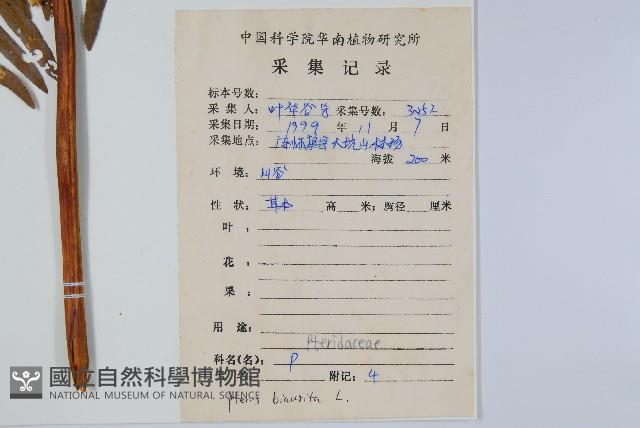 中国科学院华南植物研究所
采集记录
标本号数:
采集人: 叶华谷等 采集号数: 3452
采集日期: 1999 年 11 月 7 日
采集地点: 大坑山林场
海拔 200 米
环境: 山谷
性状: 草本 高 米; 胸径 厘米
叶:
花:
果:
用途:
Pteridaceae
科名(名): P
附记: 4
國立自然科學博物館
NATIONAL MUSEUM OF NATURAL SCIENCE
Pteris biaurita L.